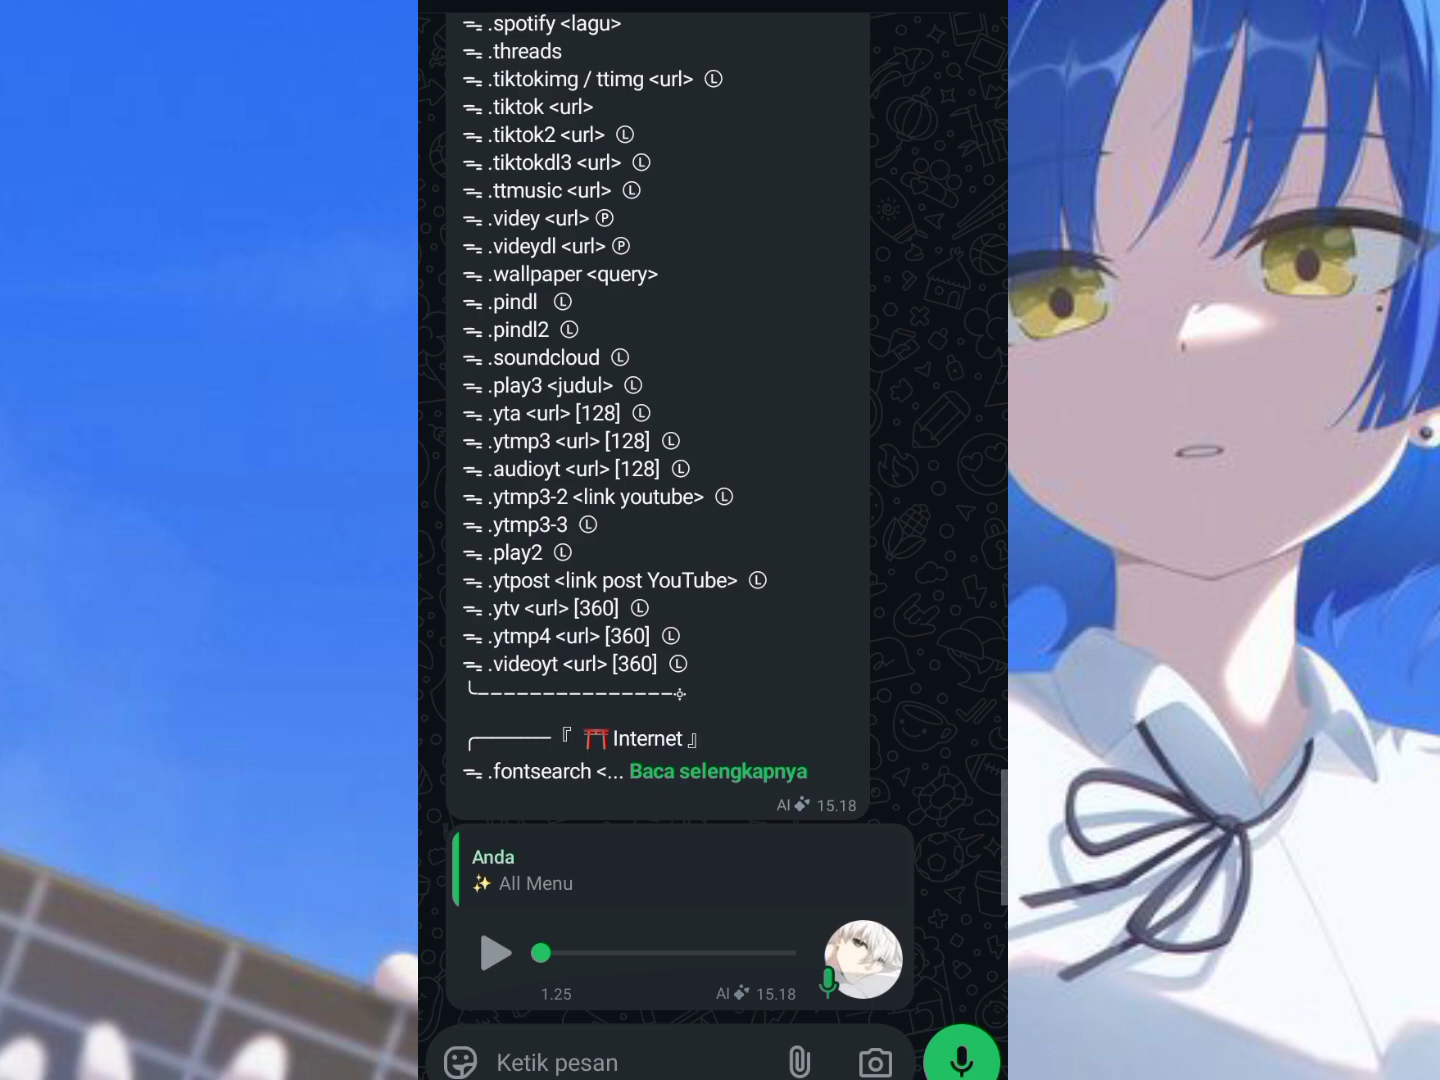 ≒ .spotify <lagu>
≒ .threads
≒ .tiktokimg / ttimg <url> Ⓛ
≒ .tiktok <url>
≒ .tiktok2 <url> Ⓛ
≒ .tiktokdl3 <url> Ⓛ
≒ .ttmusic <url> Ⓛ
≒ .videy <url> Ⓟ
≒ .videydl <url> Ⓟ
≒ .wallpaper <query>
≒ .pindl Ⓛ
≒ .pindl2 Ⓛ
≒ .soundcloud Ⓛ
≒ .play3 <judul> Ⓛ
≒ .yta <url> [128] Ⓛ
≒ .ytmp3 <url> [128] Ⓛ
≒ .audioyt <url> [128] Ⓛ
≒ .ytmp3-2 <link youtube> Ⓛ
≒ .ytmp3-3 Ⓛ
≒ .play2 Ⓛ
≒ .ytpost <link post YouTube> Ⓛ
≒ .ytv <url> [360] Ⓛ
≒ .ytmp4 <url> [360] Ⓛ
≒ .videoyt <url> [360] Ⓛ
『 ⛩️ Internet 』
≒ .fontsearch <... Baca selengkapnya
AI 15.18
Anda
✨ All Menu
1.25 AI 15.18
Ketik pesan